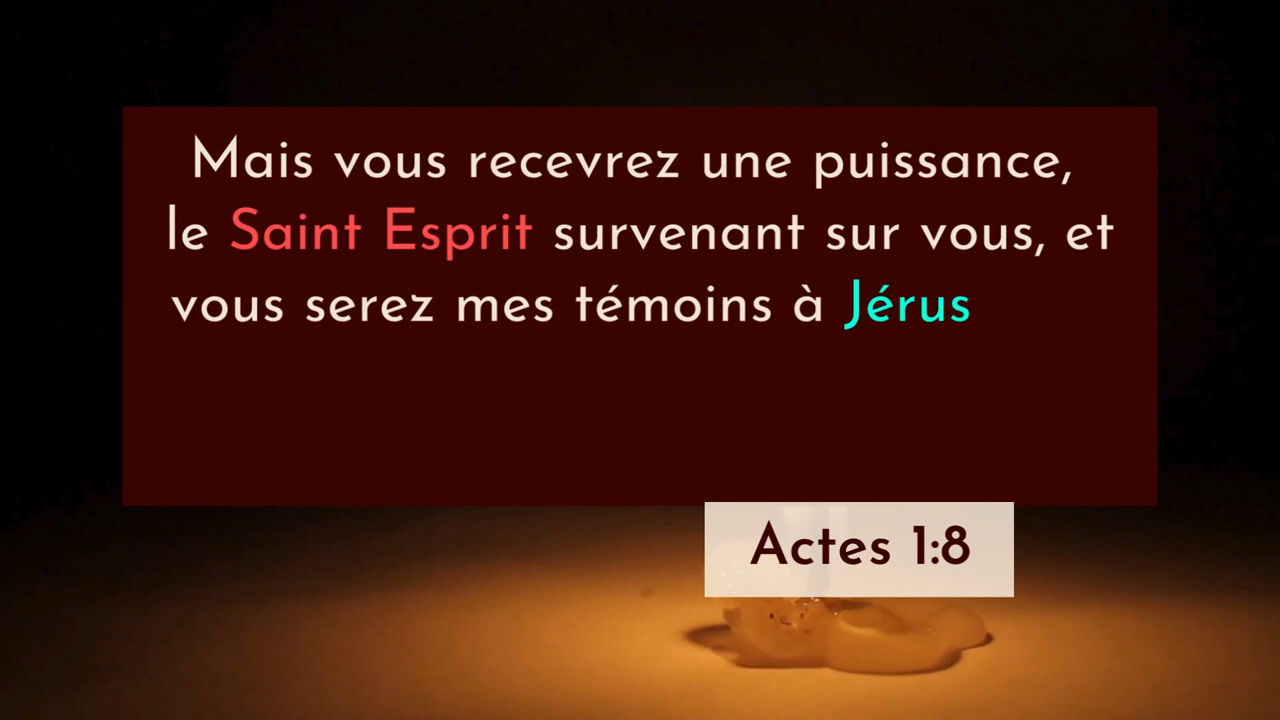 Mais vous recevrez une puissance,
le Saint Esprit survenant sur vous, et
vous serez mes témoins à Jérus
Actes 1:8